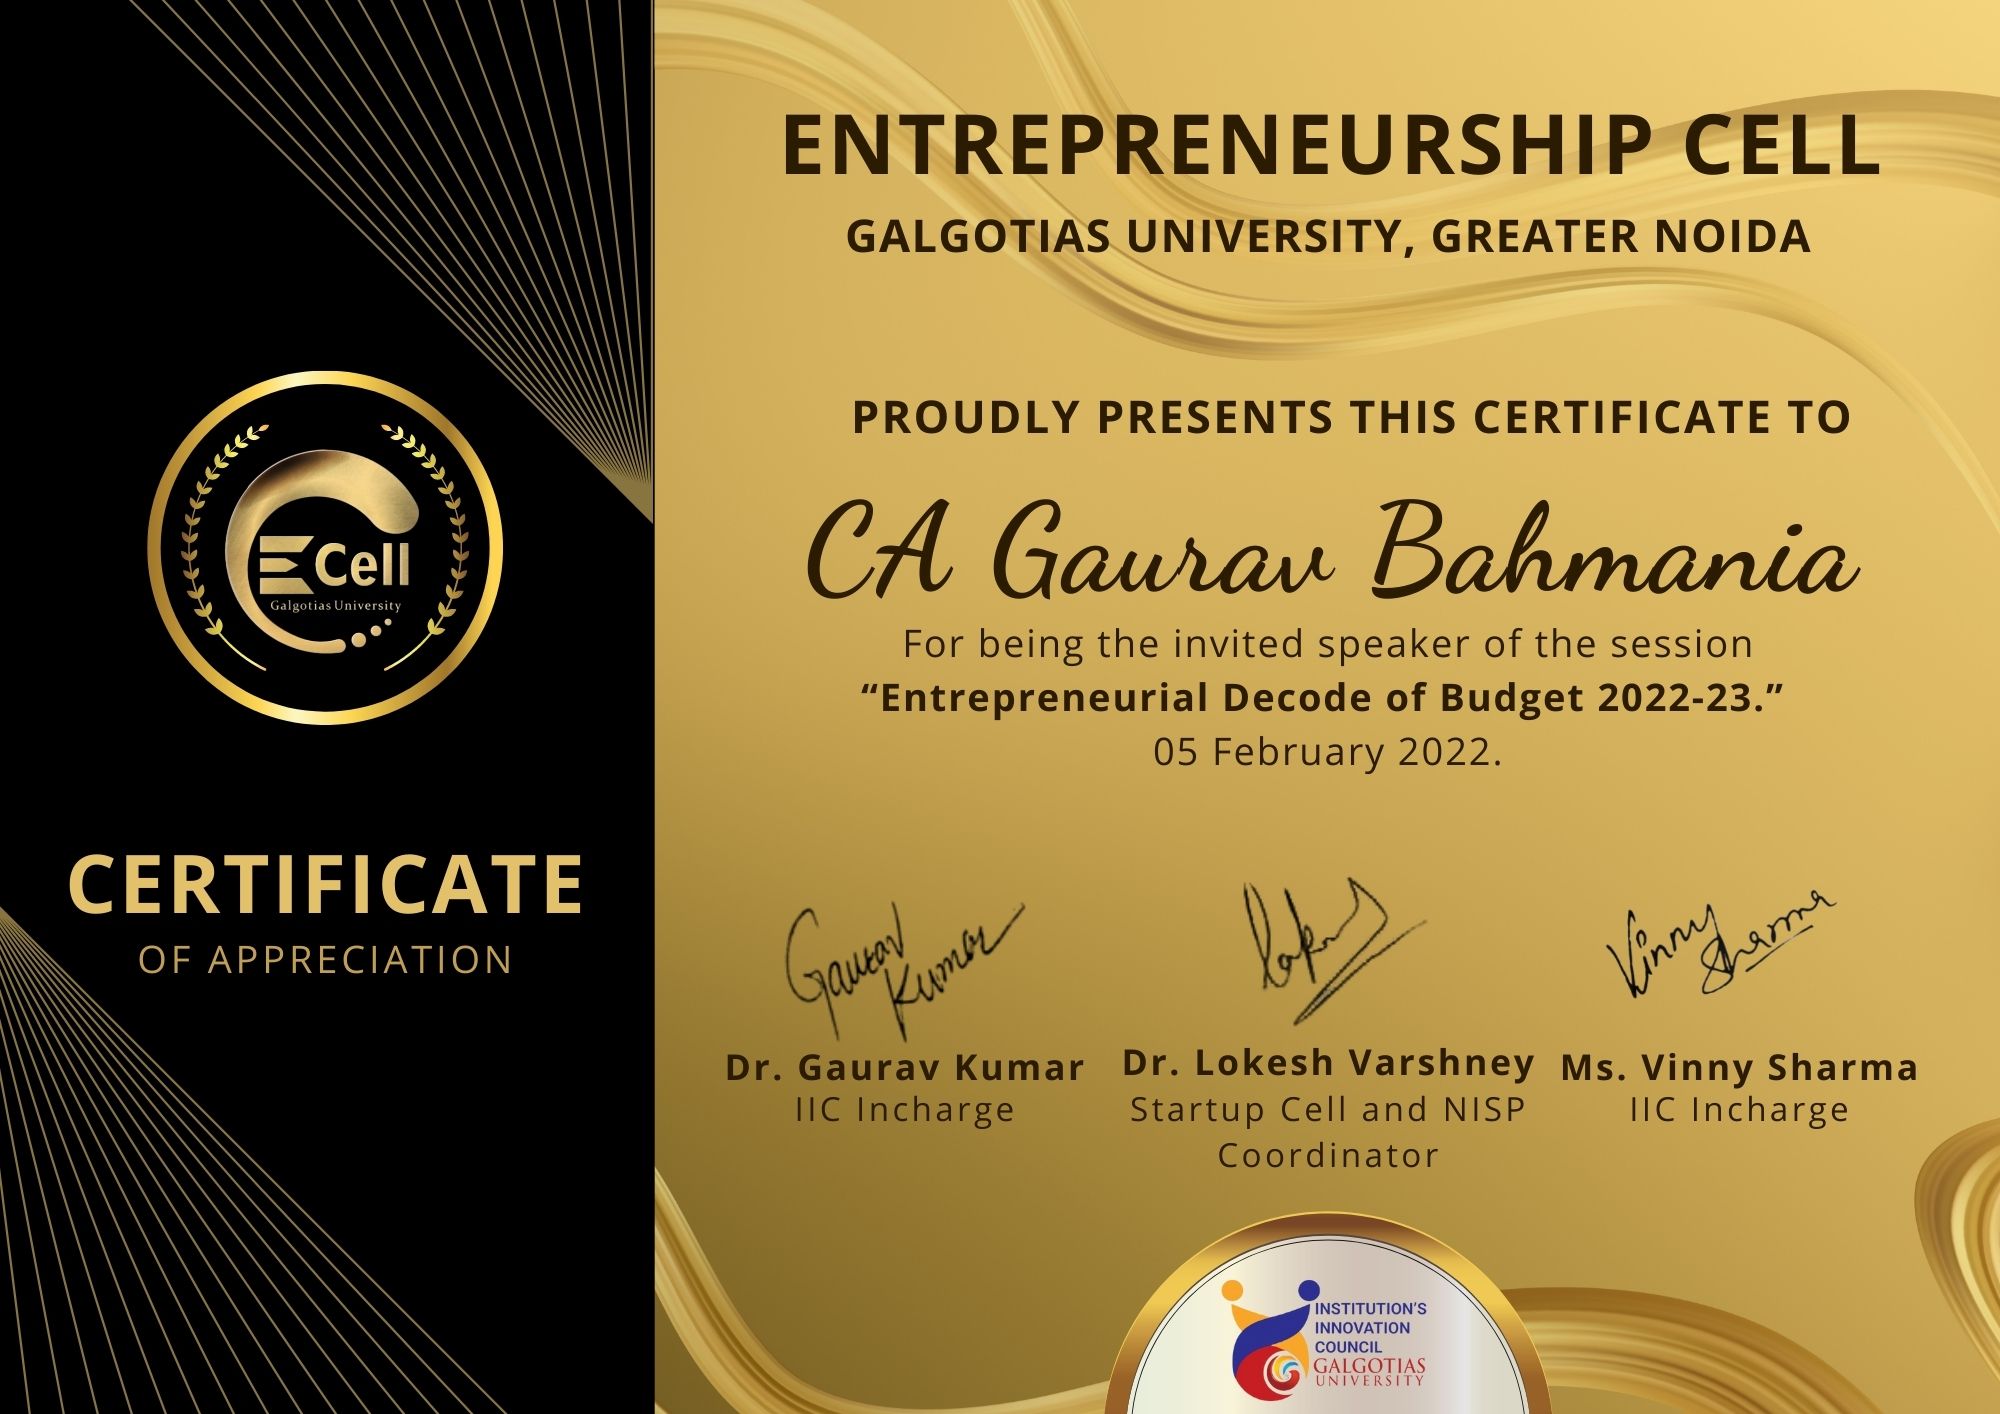 ENTREPRENEURSHIP CELL
GALGOTIAS UNIVERSITY, GREATER NOIDA
PROUDLY PRESENTS THIS CERTIFICATE TO
CA Gaurav Bahmania
For being the invited speaker of the session
“Entrepreneurial Decode of Budget 2022-23.”
05 February 2022.
ECell
Galgotias University
CERTIFICATE
OF APPRECIATION
Gaurav
Kumar
Vinny
Sharma
Dr. Gaurav Kumar
IIC Incharge
Dr. Lokesh Varshney
Startup Cell and NISP
Coordinator
Ms. Vinny Sharma
IIC Incharge
INSTITUTION'S
INNOVATION
COUNCIL
GALGOTIAS
UNIVERSITY